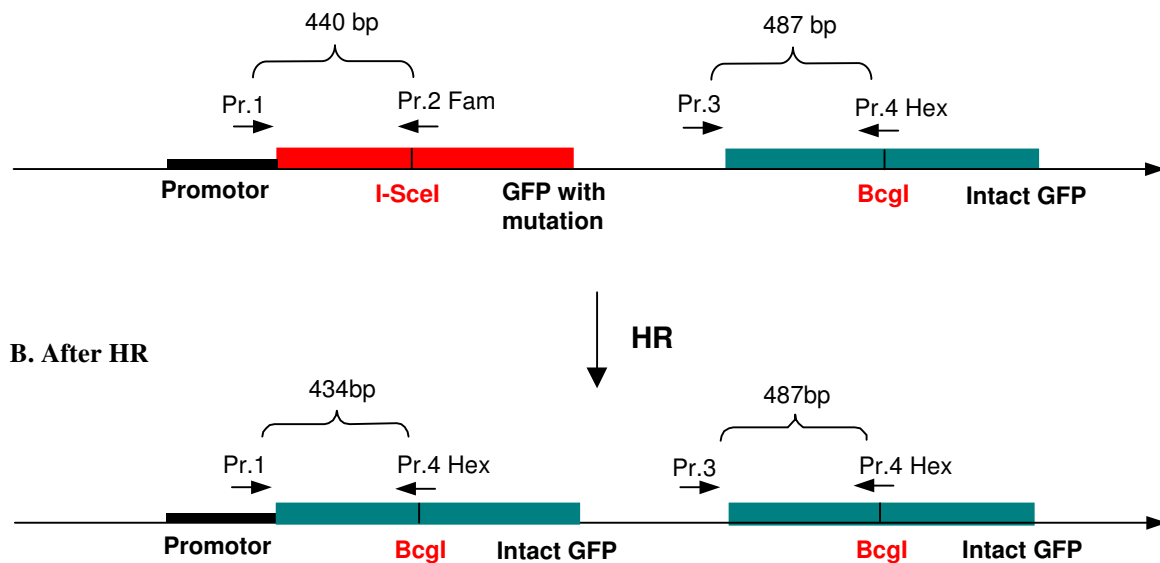 440 bp
487 bp
Pr.1
Pr.2 Fam
Pr.3
Pr.4 Hex
Promotor
I-SceI
GFP with
mutation
BcgI
Intact GFP
HR
B. After HR
434bp
487bp
Pr.1
Pr.4 Hex
Pr.3
Pr.4 Hex
Promotor
BcgI
Intact GFP
BcgI
Intact GFP